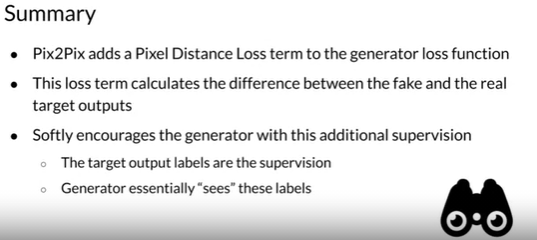 Summary
● Pix2Pix adds a Pixel Distance Loss term to the generator loss function
● This loss term calculates the difference between the fake and the real
target outputs
● Softly encourages the generator with this additional supervision
○ The target output labels are the supervision
○ Generator essentially “sees” these labels